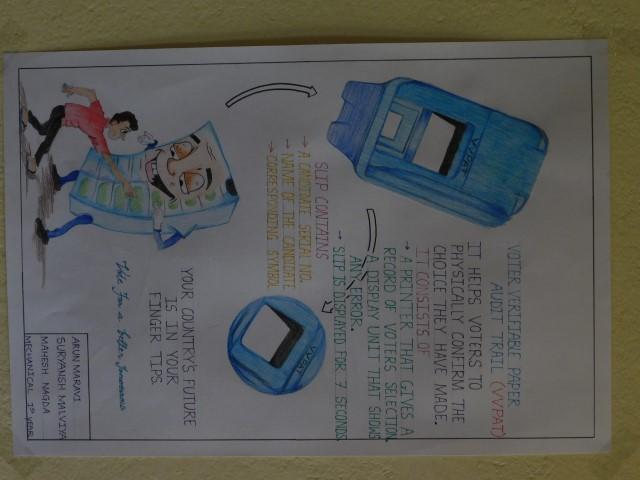 VOTER VERIFIABLE PAPER
AUDIT TRAIL (VVPAT)
IT HELPS VOTERS TO
PHYSICALLY CONFIRM THE
CHOICE THEY HAVE MADE.
IT CONSISTS OF
→ A PRINTER THAT GIVES A
RECORD OF VOTERS SELECTION.
→ A DISPLAY UNIT THAT SHOWS
ANY ERROR.
→ SLIP IS DISPLAYED FOR 7 SECONDS
VVPAT
SLIP CONTAINS
→ A CANDIDATE SERIAL NO.
→ NAME OF THE CANDIDATE
→ CORRESPONDING SYMBOL
VVPAT
YOUR COUNTRY'S FUTURE
IS IN YOUR
FINGER TIPS.
Vote For a better Tomorrow
ARUN MARAVI
SURYANSH MALVIYA
MAHESH NAGDA
MECHANICAL 1st YEAR